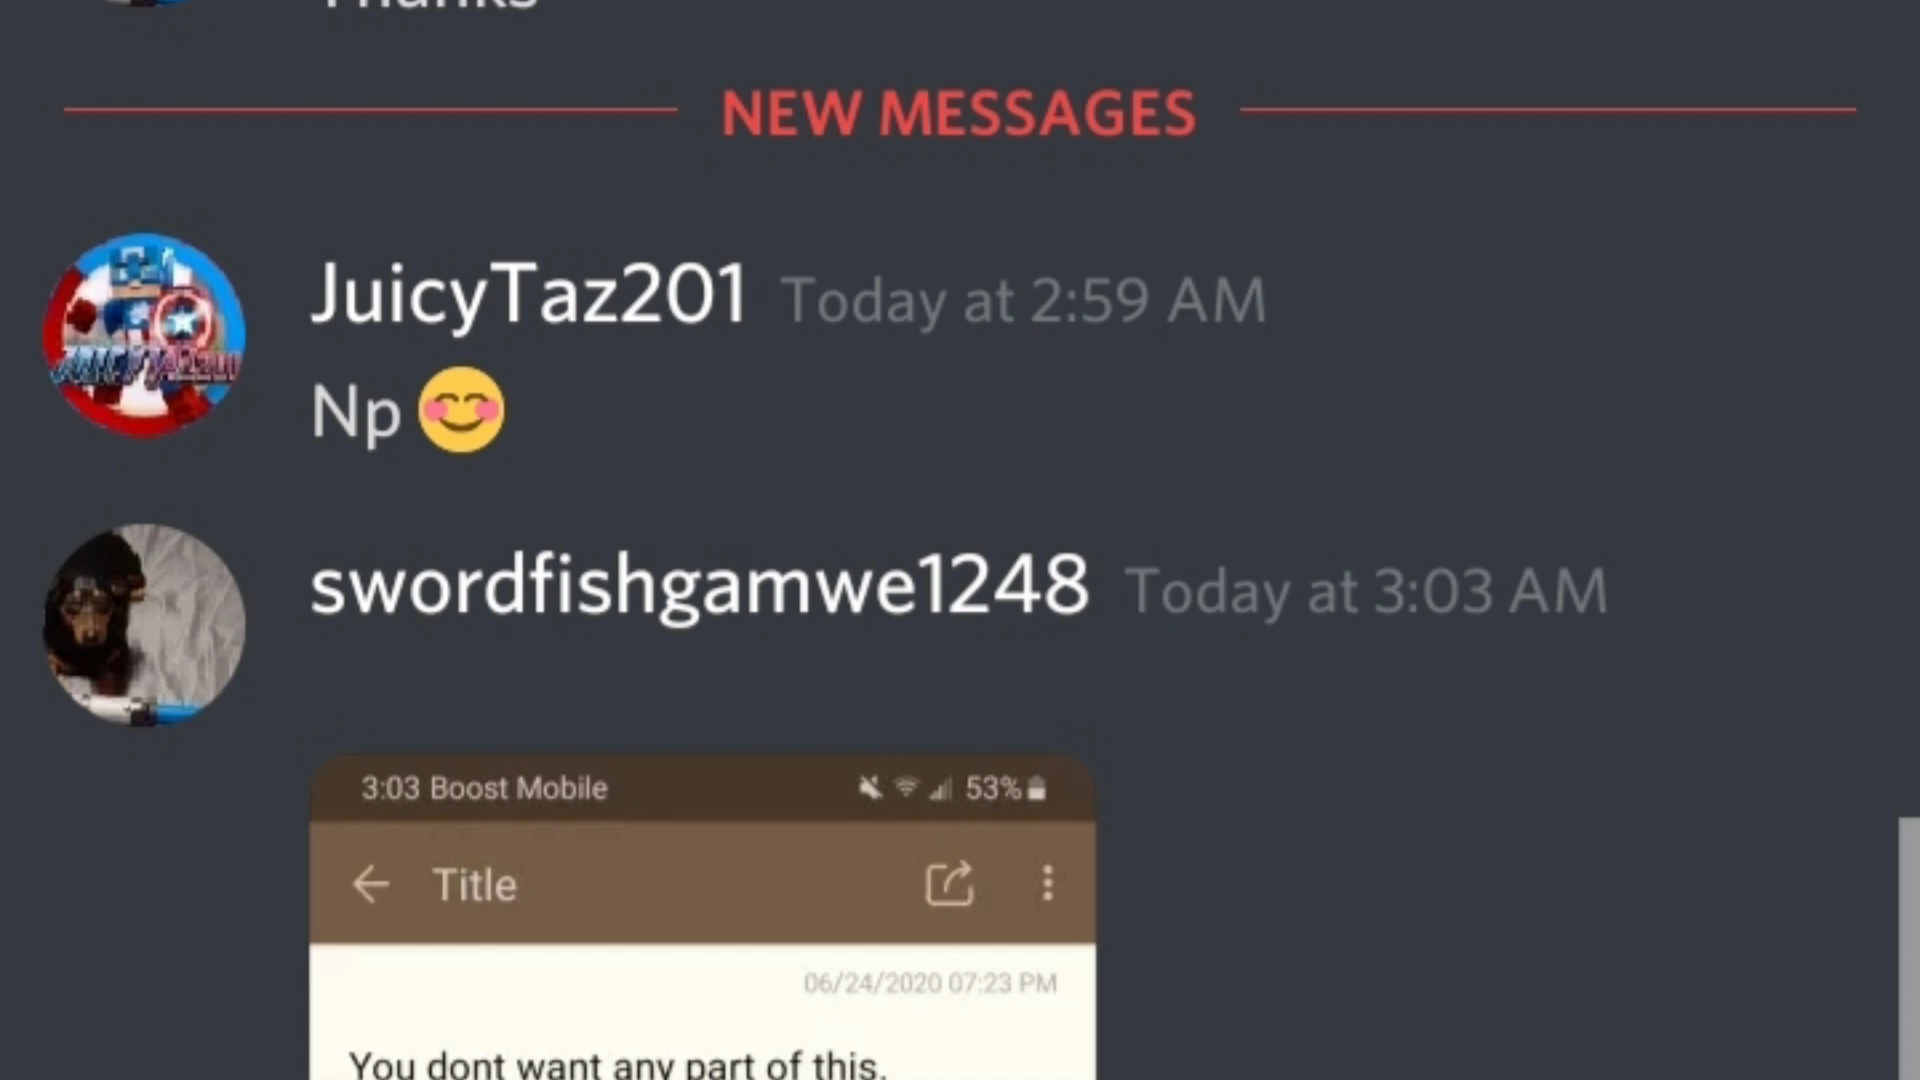 Thanks
NEW MESSAGES
JuicyTaz201 Today at 2:59 AM
Np
swordfishgamwe1248 Today at 3:03 AM
3:03 Boost Mobile 53%
Title
06/24/2020 07:23 PM
You dont want any part of this.